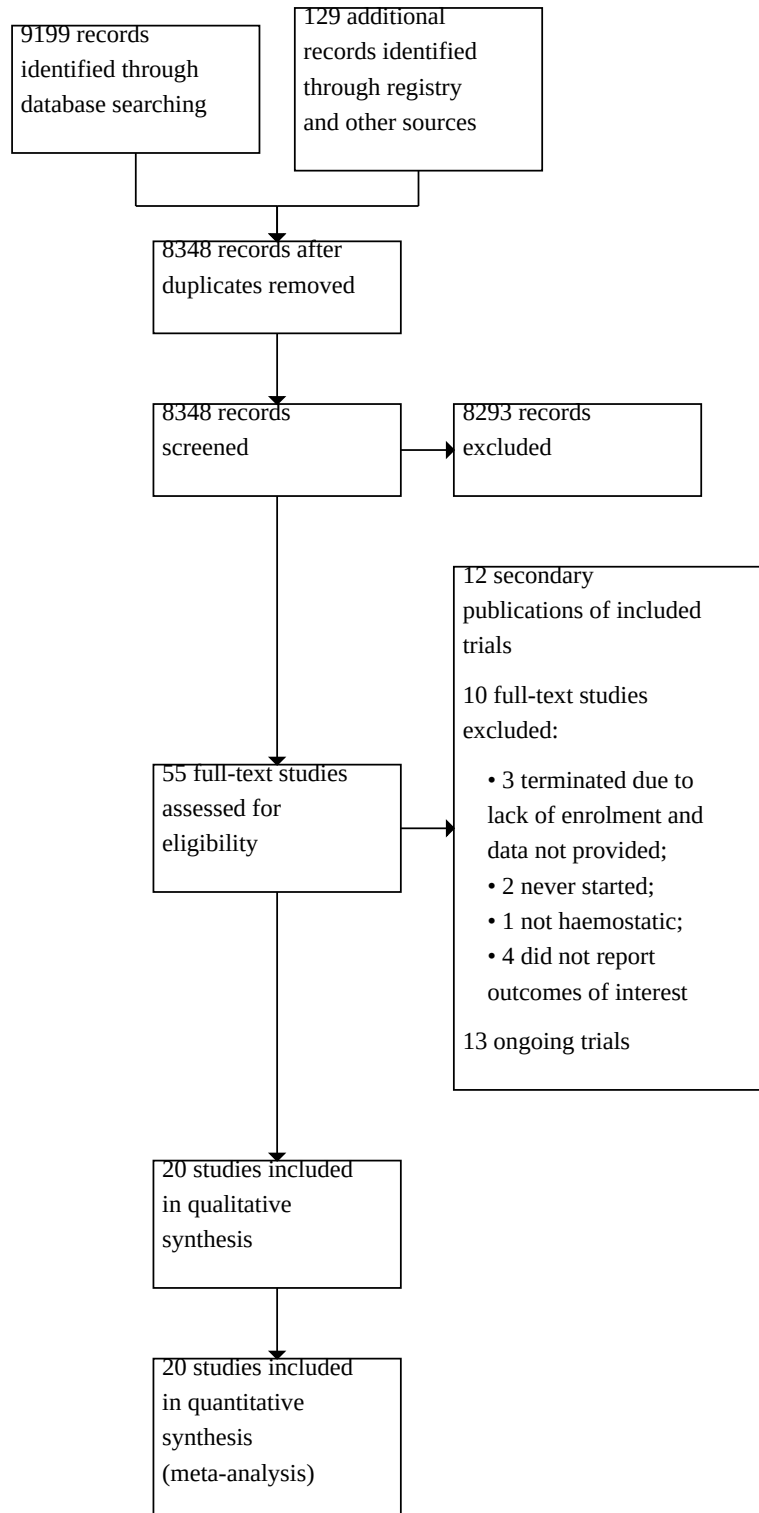 9199 records
identified through
database searching
129 additional
records identified
through registry
and other sources
8348 records after
duplicates removed
8348 records
screened
8293 records
excluded
55 full-text studies
assessed for
eligibility
12 secondary
publications of included
trials
10 full-text studies
excluded:
• 3 terminated due to
lack of enrolment and
data not provided;
• 2 never started;
• 1 not haemostatic;
• 4 did not report
outcomes of interest
13 ongoing trials
20 studies included
in qualitative
synthesis
20 studies included
in quantitative
synthesis
(meta-analysis)